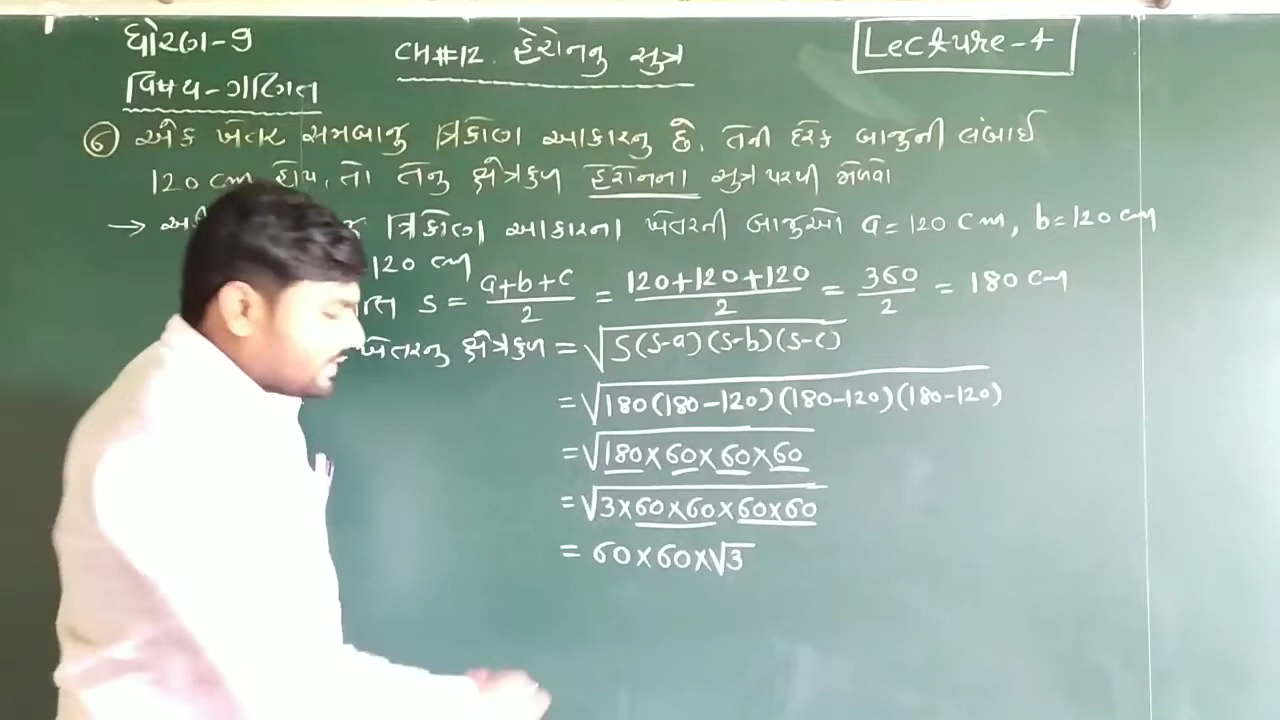 ધોરણ-9
CH#12. હેરોનનુ સુત્ર
Lecture-4
વિષય-ગણિત
⑥ એક ખેતર સમબાજુ ત્રિકોણ આકારનુ છે. તેની દરેક બાજુની લંબાઈ
120 cm હોય, તો તેનુ ક્ષેત્રફળ હેરોનના સુત્ર પરથી મેળવો
→ ત્રિકોણ આકારના ખેતરની બાજુઓ a = 120 cm, b = 120 cm
120 cm
S = a+b+c/2 = 120+120+120/2 = 360/2 = 180 cm
ખેતરનુ ક્ષેત્રફળ = √S(S-a)(S-b)(S-c)
= √180(180-120)(180-120)(180-120)
= √180×60×60×60
= √3×60×60×60×60
= 60×60×√3